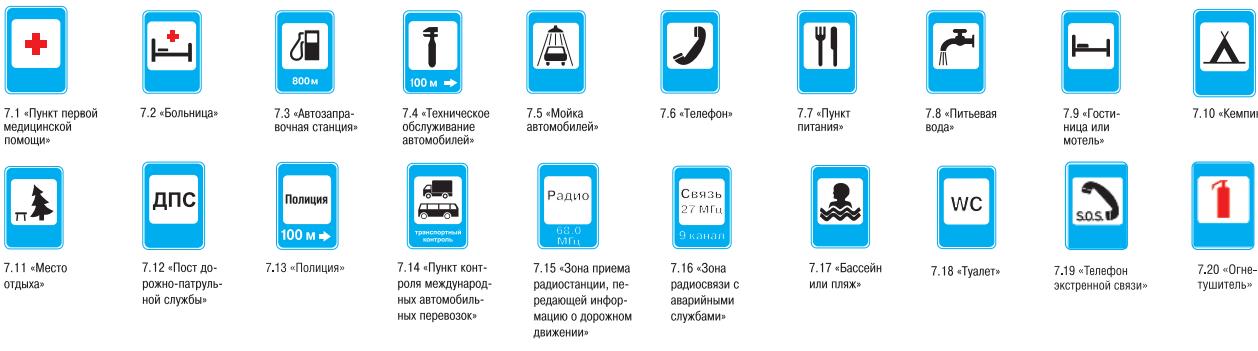 800 м
100 м
7.1 «Пункт первой
медицинской
помощи»
7.2 «Больница»
7.3 «Автозапра-
вочная станция»
7.4 «Техническое
обслуживание
автомобилей»
7.5 «Мойка
автомобилей»
7.6 «Телефон»
7.7 «Пункт
питания»
7.8 «Питьевая
вода»
7.9 «Гости-
ница или
мотель»
7.10 «Кемпин
ДПС
Полиция
100 м
транспортный
контроль
Радио
68.0
МГц
Связь
27 МГц
9 канал
WC
S.O.S.
7.11 «Место
отдыха»
7.12 «Пост до-
рожно-патруль-
ной службы»
7.13 «Полиция»
7.14 «Пункт конт-
роля международ-
ных автомобиль-
ных перевозок»
7.15 «Зона приема
радиостанции, пе-
редающей инфор-
мацию о дорожном
движении»
7.16 «Зона
радиосвязи с
аварийными
службами»
7.17 «Бассейн
или пляж»
7.18 «Туалет»
7.19 «Телефон
экстренной связи»
7.20 «Огне-
тушитель»